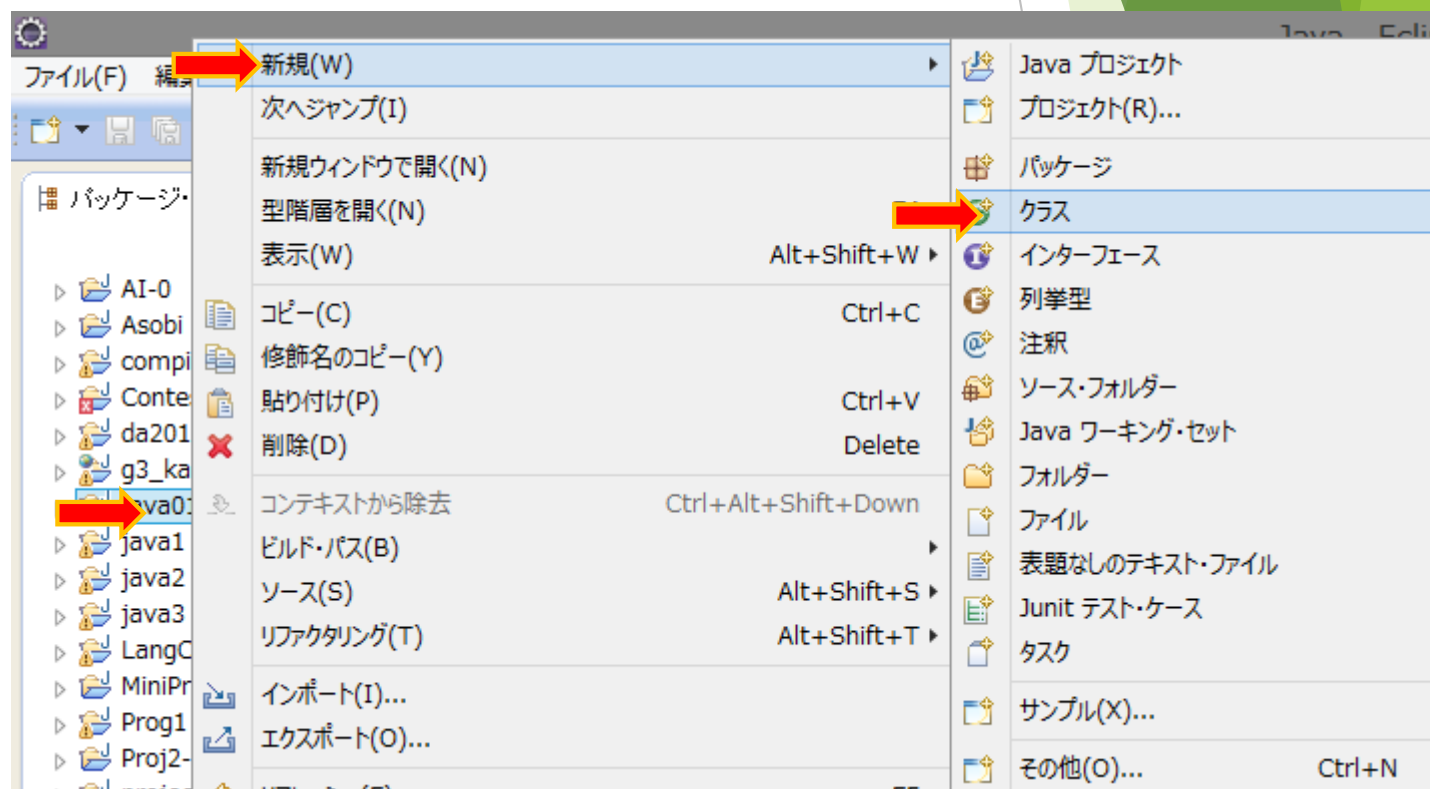 ファイル(F)
パッケージ・
AI-0
Asobi
compi
Conte
da201
g3_ka
java1
java2
java3
LangC
MiniPr
Prog1
Proj2-
新規(W)
次へジャンプ(I)
新規ウィンドウで開く(N)
型階層を開く(N)
表示(W) Alt+Shift+W
コピー(C) Ctrl+C
修飾名のコピー(Y)
貼り付け(P) Ctrl+V
削除(D) Delete
コンテキストから除去 Ctrl+Alt+Shift+Down
ビルド・パス(B)
ソース(S) Alt+Shift+S
リファクタリング(T) Alt+Shift+T
インポート(I)...
エクスポート(O)...
Java プロジェクト
プロジェクト(R)...
パッケージ
クラス
インターフェース
列挙型
注釈
ソース・フォルダー
Java ワーキング・セット
フォルダー
ファイル
表題なしのテキスト・ファイル
Junit テスト・ケース
タスク
サンプル(X)...
その他(O)... Ctrl+N